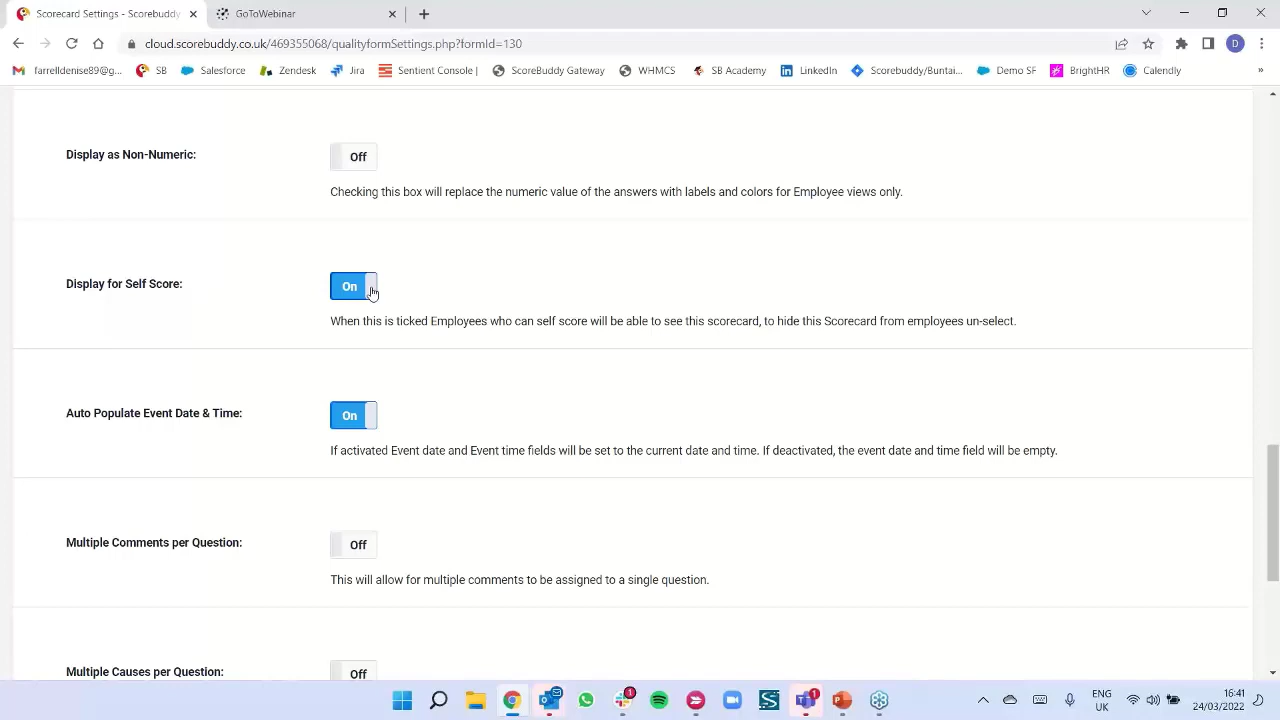 Scorecard Settings - Scorebuddy
GoToWebinar
cloud.scorebuddy.co.uk/469355068/qualityformSettings.php?formid=130
D
farrelldenise89@g...
SB
Salesforce
Zendesk
Jira
Sentient Console |
ScoreBuddy Gateway
WHMCS
SB Academy
LinkedIn
Scorebuddy/Buntai...
Demo SF
BrightHR
Calendly
»
Display as Non-Numeric:
Off
Checking this box will replace the numeric value of the answers with labels and colors for Employee views only.
Display for Self Score:
On
When this is ticked Employees who can self score will be able to see this scorecard, to hide this Scorecard from employees un-select.
Auto Populate Event Date & Time:
On
If activated Event date and Event time fields will be set to the current date and time. If deactivated, the event date and time field will be empty.
Multiple Comments per Question:
Off
This will allow for multiple comments to be assigned to a single question.
Multiple Causes per Question:
Off
1
1
ENG
UK
16:41
24/03/2022